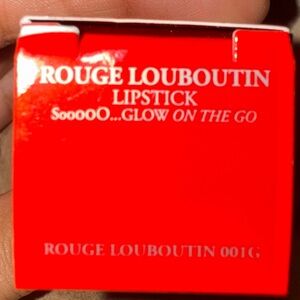 ROUGE LOUBOUTIN
LIPSTICK
SooooO...GLOW ON THE GO
ROUGE LOUBOUTIN 001G